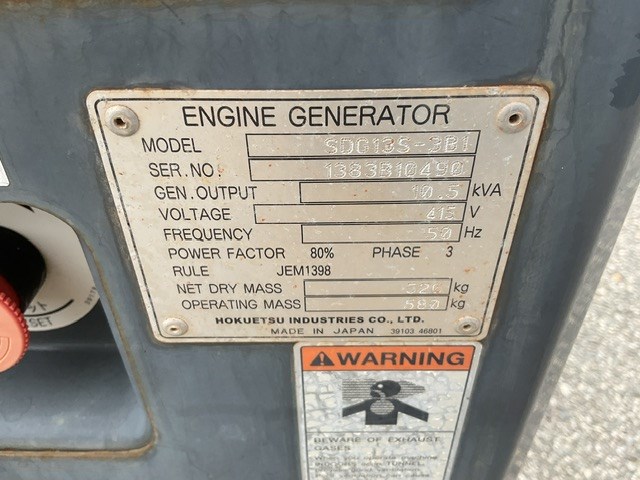 ENGINE GENERATOR
MODEL SDG13S-3B1
SER.NO 1383B10490
GEN.OUTPUT 10.5 kVA
VOLTAGE 415 V
FREQUENCY 50 Hz
POWER FACTOR 80% PHASE 3
RULE JEM1398
NET DRY MASS kg
OPERATING MASS 580 kg
HOKUETSU INDUSTRIES CO., LTD.
MADE IN JAPAN 39103 46801
WARNING
BEWARE OF EXHAUST
GASES